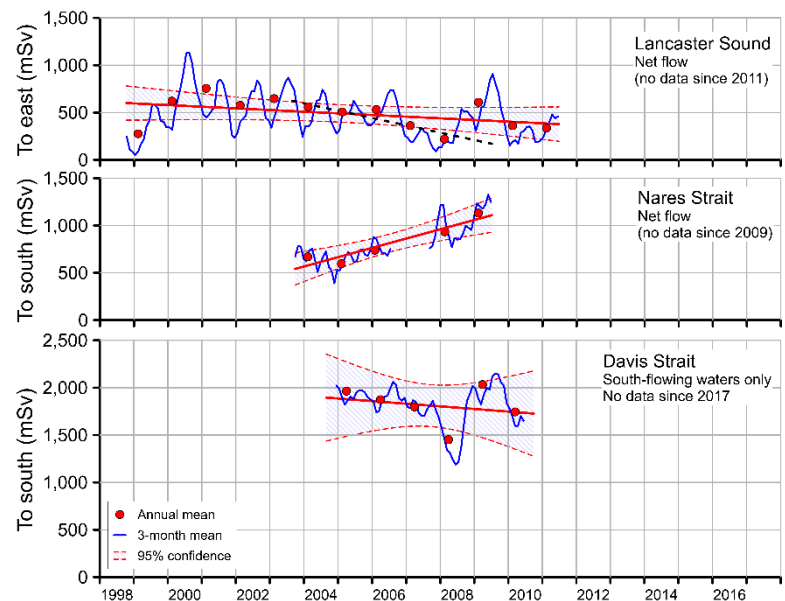 1,500
1,000
500
0
To east (mSv)
Lancaster Sound
Net flow
(no data since 2011)
1,500
1,000
500
0
To south (mSv)
Nares Strait
Net flow
(no data since 2009)
2,500
2,000
1,500
1,000
500
0
To south (mSv)
Davis Strait
South-flowing waters only
No data since 2017
Annual mean
3-month mean
95% confidence
1998 2000 2002 2004 2006 2008 2010 2012 2014 2016